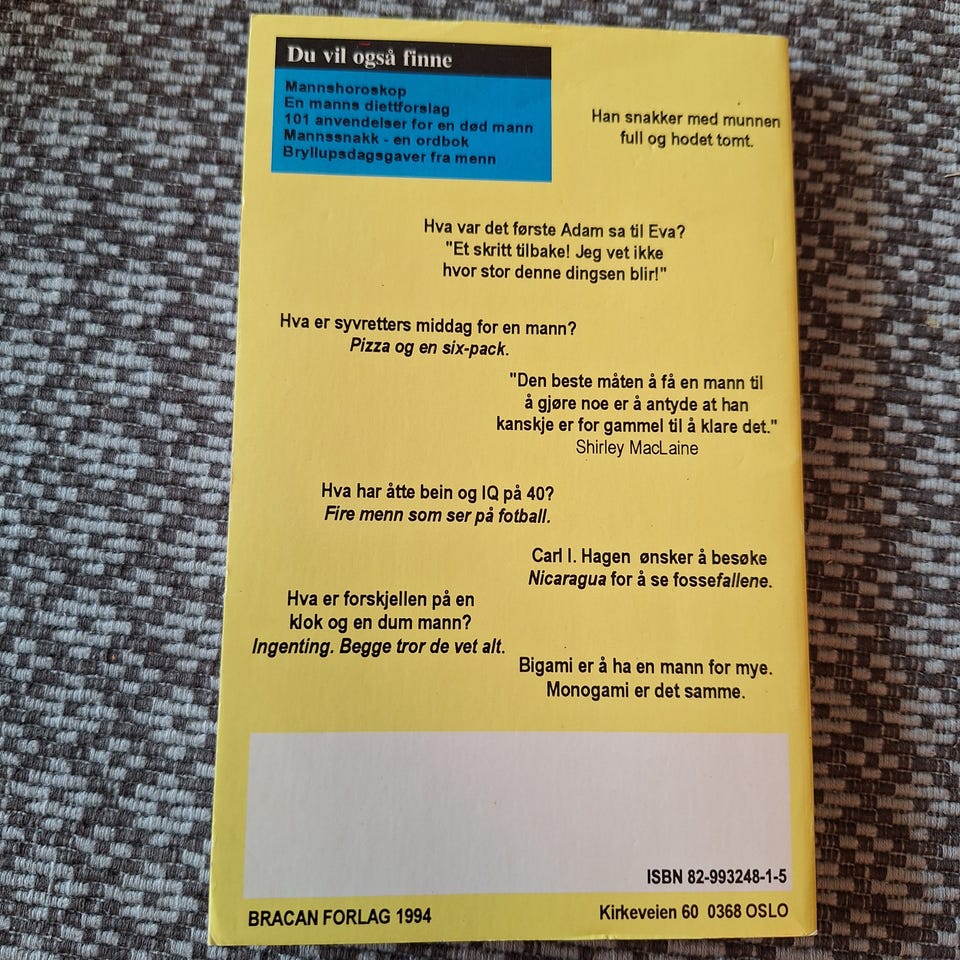 Du vil også finne
Mannshoroskop
En manns diettforslag
101 anvendelser for en død mann
Mannssnakk - en ordbok
Bryllupsdagsgaver fra menn
Han snakker med munnen
full og hodet tomt.
Hva var det første Adam sa til Eva?
"Et skritt tilbake! Jeg vet ikke
hvor stor denne dingsen blir!"
Hva er syvretters middag for en mann?
Pizza og en six-pack.
"Den beste måten å få en mann til
å gjøre noe er å antyde at han
kanskje er for gammel til å klare det."
Shirley MacLaine
Hva har åtte bein og IQ på 40?
Fire menn som ser på fotball.
Carl I. Hagen ønsker å besøke
Nicaragua for å se fossefallene.
Hva er forskjellen på en
klok og en dum mann?
Ingenting. Begge tror de vet alt.
Bigami er å ha en mann for mye.
Monogami er det samme.
ISBN 82-993248-1-5
BRACAN FORLAG 1994
Kirkeveien 60 0368 OSLO